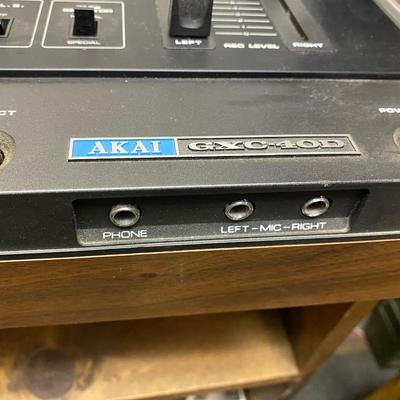 SPECIAL
LEFT REC LEVEL RIGHT
AKAI GXC-40D
PHONE LEFT-MIC-RIGHT